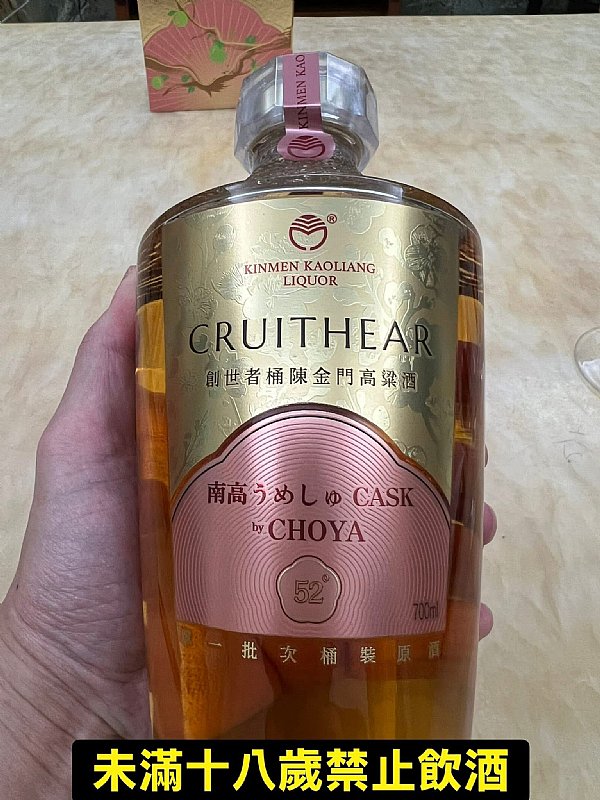 KINMEN KAO
®
KINMEN KAOLIANG
LIQUOR
CRUITHEAR
創世者桶陳金門高粱酒
南高うめしゅ CASK
by CHOYA
52°
700ml
一批次桶裝原酒
未滿十八歲禁止飲酒